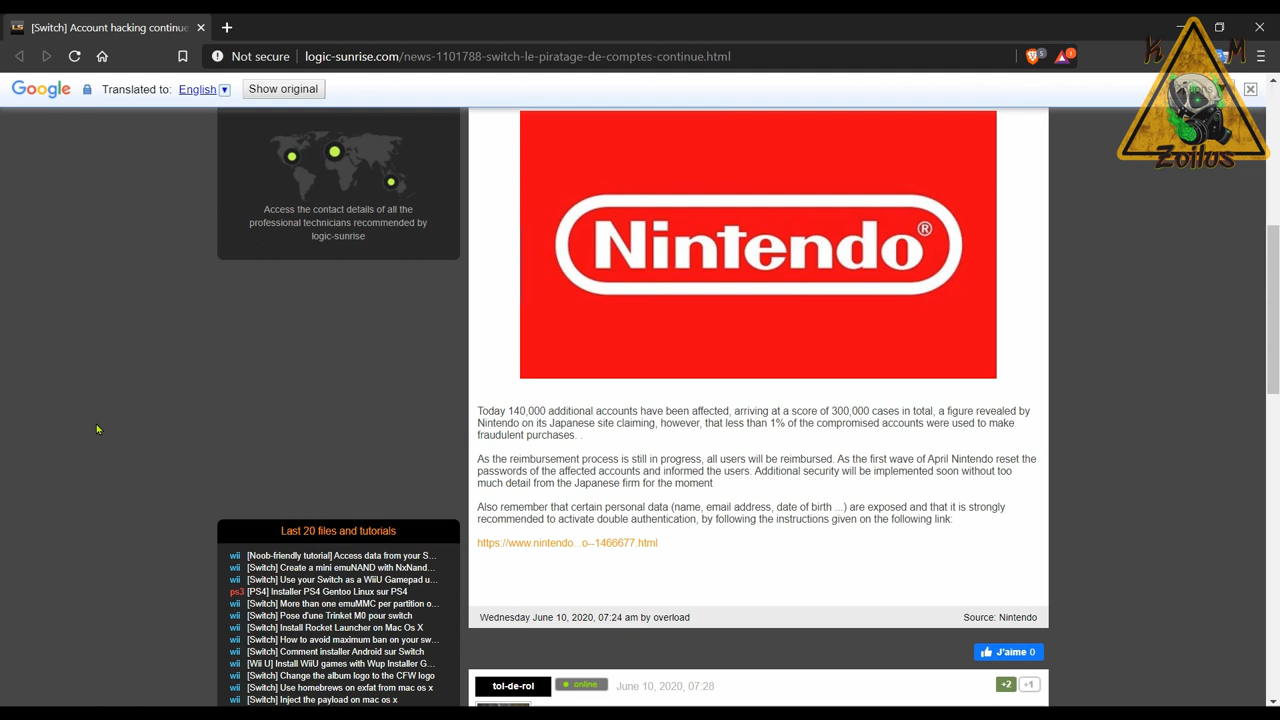 [Switch] Account hacking continue
Not secure
logic-sunrise.com/news-1101788-switch-le-piratage-de-comptes-continue.html
5
1
K M
Zoilus
Google
Translated to: English
Show original
Access the contact details of all the
professional technicians recommended by
logic-sunrise
Nintendo®
Today 140,000 additional accounts have been affected, arriving at a score of 300,000 cases in total, a figure revealed by
Nintendo on its Japanese site claiming, however, that less than 1% of the compromised accounts were used to make
fraudulent purchases. .
As the reimbursement process is still in progress, all users will be reimbursed. As the first wave of April Nintendo reset the
passwords of the affected accounts and informed the users. Additional security will be implemented soon without too
much detail from the Japanese firm for the moment
Also remember that certain personal data (name, email address, date of birth ...) are exposed and that it is strongly
recommended to activate double authentication, by following the instructions given on the following link:
https://www.nintendo...o--1466677.html
Wednesday June 10, 2020, 07:24 am by overload
Source: Nintendo
J'aime 0
tol-de-rol
online
June 10, 2020, 07:28
+2
+1
Last 20 files and tutorials
wii [Noob-friendly tutorial] Access data from your S...
wii [Switch] Create a mini emuNAND with NxNand...
wii [Switch] Use your Switch as a WiiU Gamepad u...
ps3 [PS4] Installer PS4 Gentoo Linux sur PS4
wii [Switch] More than one emuMMC per partition o...
wii [Switch] Pose d'une Trinket M0 pour switch
wii [Switch] Install Rocket Launcher on Mac Os X
wii [Switch] How to avoid maximum ban on your sw...
wii [Switch] Comment installer Android sur Switch
wii [Wii U] Install WiiU games with Wup Installer G...
wii [Switch] Change the album logo to the CFW logo
wii [Switch] Use homebrews on exfat from mac os x
wii [Switch] Inject the payload on mac os x